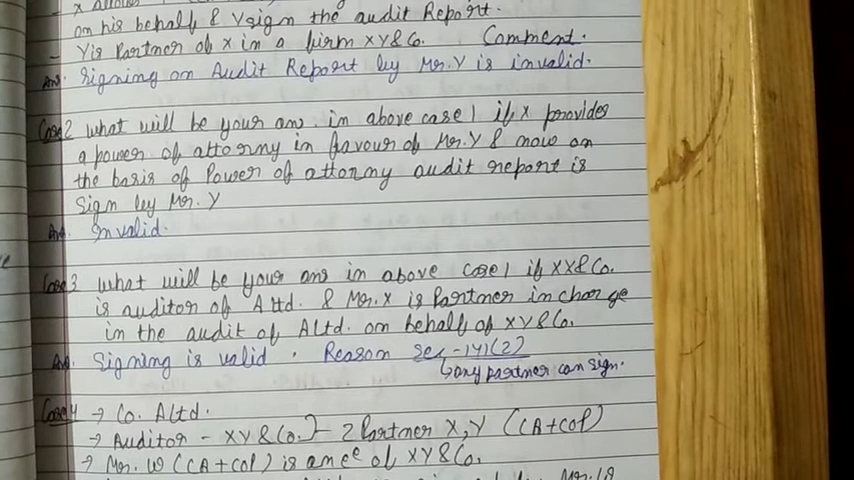 on his behalf & Y sign the audit Report.
- Y is Partner of X in a firm XY & Co. Comment.
Ans. Signing on Audit Report by Mr. Y is invalid.
Case 2 What will be your ans. in above case 1 if X provides
a power of attorny in favour of Mr. Y & now on
the basis of Power of attorny audit report is
Sign by Mr. Y
Ans. Invalid.
Case 3 What will be your ans in above case 1 if XY & Co.
is auditor of A ltd. & Mr. X is Partner in charge
in the audit of A Ltd. on behalf of XY & Co.
Ans. Signing is valid. Reason sec-141(2)
↳ any partner can sign.
Case 4 → Co. A Ltd.
→ Auditor - XY & Co. - 2 Partner X, Y (CA+COP)
→ Mr. W (CA+COP) is an ee of XY & Co.